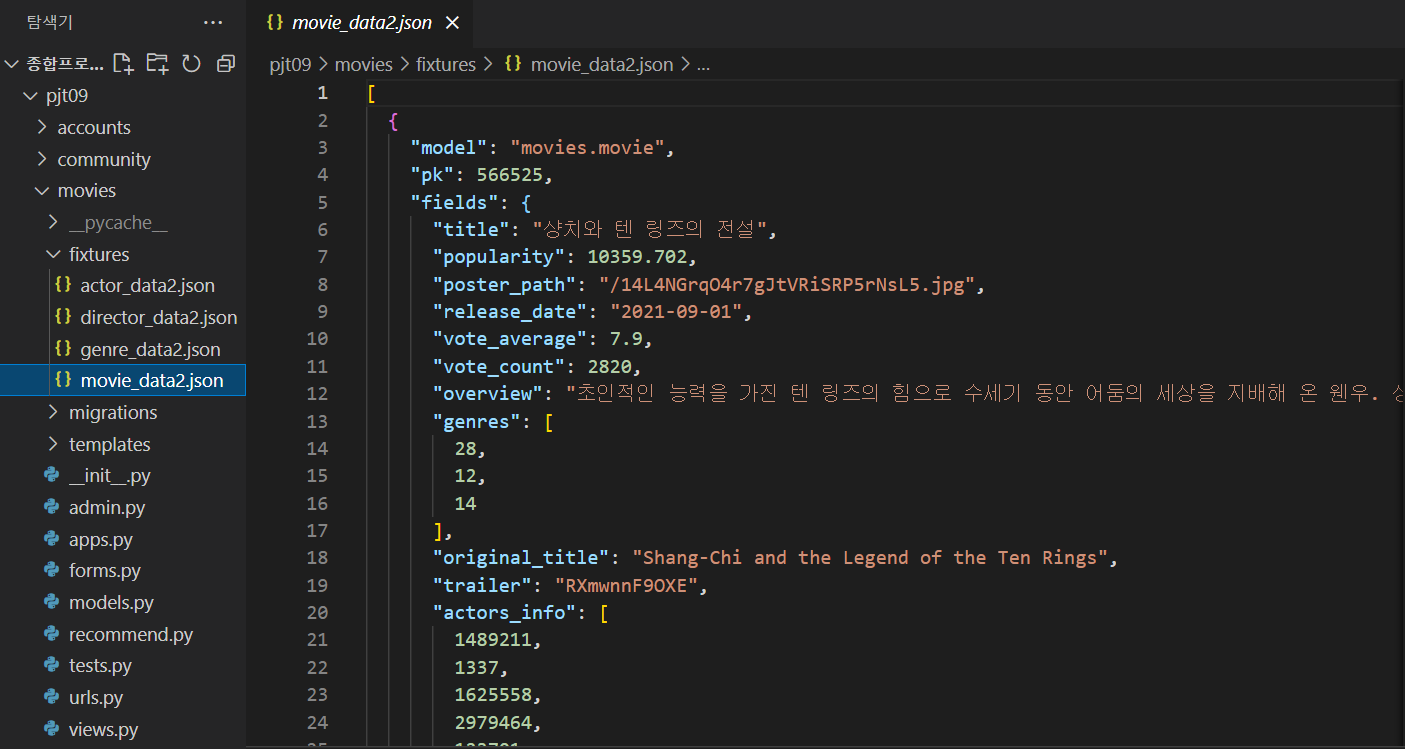 탐색기 ...
종합프로...
pjt09
accounts
community
movies
__pycache__
fixtures
{} actor_data2.json
{} director_data2.json
{} genre_data2.json
{} movie_data2.json
migrations
templates
__init__.py
admin.py
apps.py
forms.py
models.py
recommend.py
tests.py
urls.py
views.py
{} movie_data2.json ×
pjt09 > movies > fixtures > {} movie_data2.json > ...
1 [
2 {
3 "model": "movies.movie",
4 "pk": 566525,
5 "fields": {
6 "title": "샹치와 텐 링즈의 전설",
7 "popularity": 10359.702,
8 "poster_path": "/14L4NGrqO4r7gJtVRiSRP5rNsL5.jpg",
9 "release_date": "2021-09-01",
10 "vote_average": 7.9,
11 "vote_count": 2820,
12 "overview": "초인적인 능력을 가진 텐 링즈의 힘으로 수세기 동안 어둠의 세상을 지배해 온 웬우.
13 "genres": [
14 28,
15 12,
16 14
17 ],
18 "original_title": "Shang-Chi and the Legend of the Ten Rings",
19 "trailer": "RXmwnnF9OXE",
20 "actors_info": [
21 1489211,
22 1337,
23 1625558,
24 2979464,